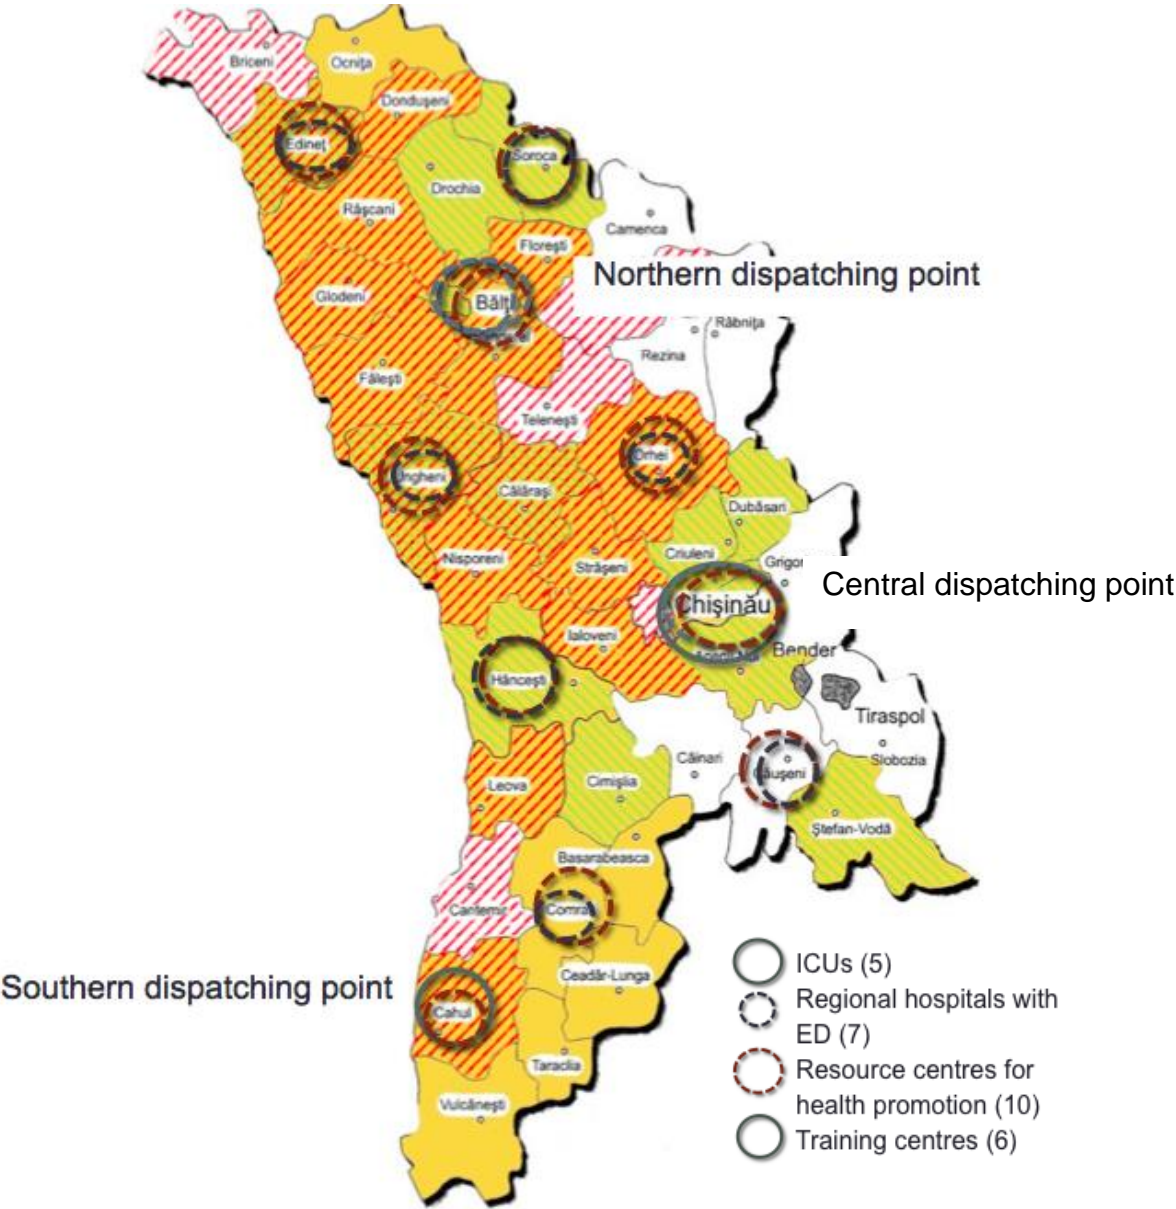 Briceni
Ocniţa
Donduşeni
Edineţ
Soroca
Drochia
Râşcani
Camenca
Floreşti
Northern dispatching point
Glodeni
Bălţi
Râbniţa
Rezina
Făleşti
Teleneşti
Orhei
Ungheni
Călăraşi
Dubăsari
Criuleni
Nisporeni
Străşeni
Grigor
Central dispatching point
Chişinău
Ialoveni
Bender
Hânceşti
Tiraspol
Căinari
Slobozia
Căuşeni
Leova
Cimişlia
Ştefan-Vodă
Basarabeasca
Cantemir
Comra
ICUs (5)
Ceadâr-Lunga
Southern dispatching point
Regional hospitals with
ED (7)
Cahul
Taraclia
Resource centres for
health promotion (10)
Vulcăneşti
Training centres (6)